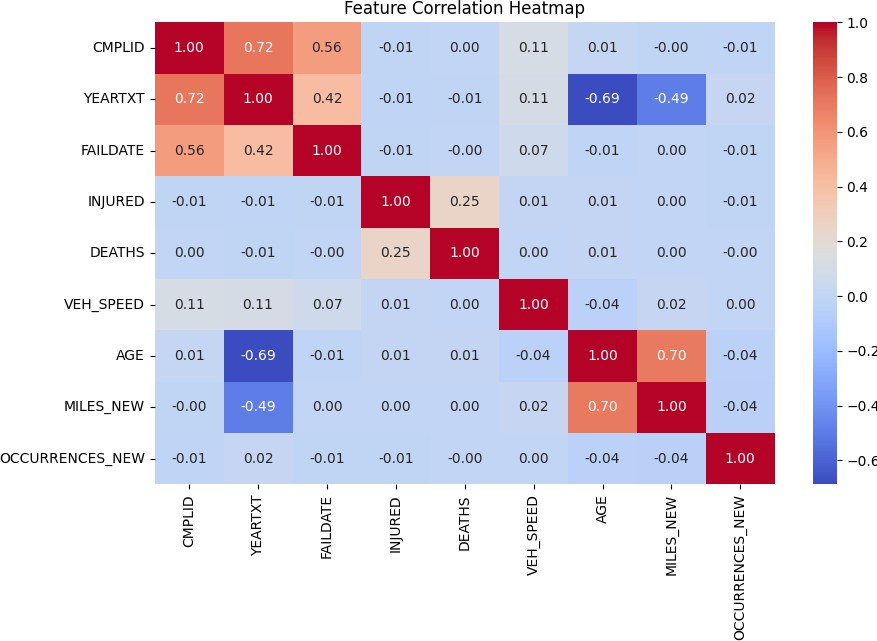 Feature Correlation Heatmap
CMPLID 1.00 0.72 0.56 -0.01 0.00 0.11 0.01 -0.00 -0.01
YEARTXT 0.72 1.00 0.42 -0.01 -0.01 0.11 -0.69 -0.49 0.02
FAILDATE 0.56 0.42 1.00 -0.01 -0.00 0.07 -0.01 0.00 -0.01
INJURED -0.01 -0.01 -0.01 1.00 0.25 0.01 0.01 0.00 -0.01
DEATHS 0.00 -0.01 -0.00 0.25 1.00 0.00 0.01 0.00 -0.00
VEH_SPEED 0.11 0.11 0.07 0.01 0.00 1.00 -0.04 0.02 0.00
AGE 0.01 -0.69 -0.01 0.01 0.01 -0.04 1.00 0.70 -0.04
MILES_NEW -0.00 -0.49 0.00 0.00 0.00 0.02 0.70 1.00 -0.04
OCCURRENCES_NEW -0.01 0.02 -0.01 -0.01 -0.00 0.00 -0.04 -0.04 1.00
CMPLID
YEARTXT
FAILDATE
INJURED
DEATHS
VEH_SPEED
AGE
MILES_NEW
OCCURRENCES_NEW
1.0
0.8
0.6
0.4
0.2
0.0
−0.2
−0.4
−0.6